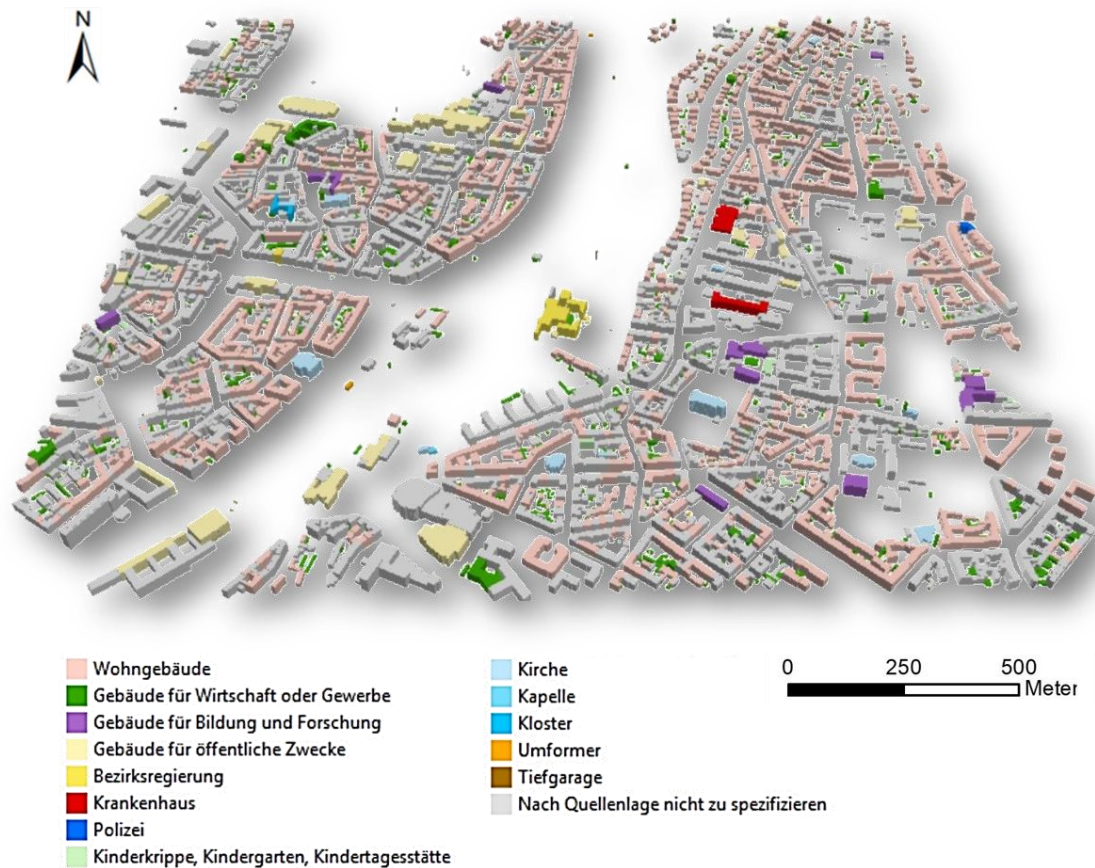 N
Wohngebäude
Gebäude für Wirtschaft oder Gewerbe
Gebäude für Bildung und Forschung
Gebäude für öffentliche Zwecke
Bezirksregierung
Krankenhaus
Polizei
Kinderkrippe, Kindergarten, Kindertagesstätte
Kirche
Kapelle
Kloster
Umformer
Tiefgarage
Nach Quellenlage nicht zu spezifizieren
0 250 500
Meter